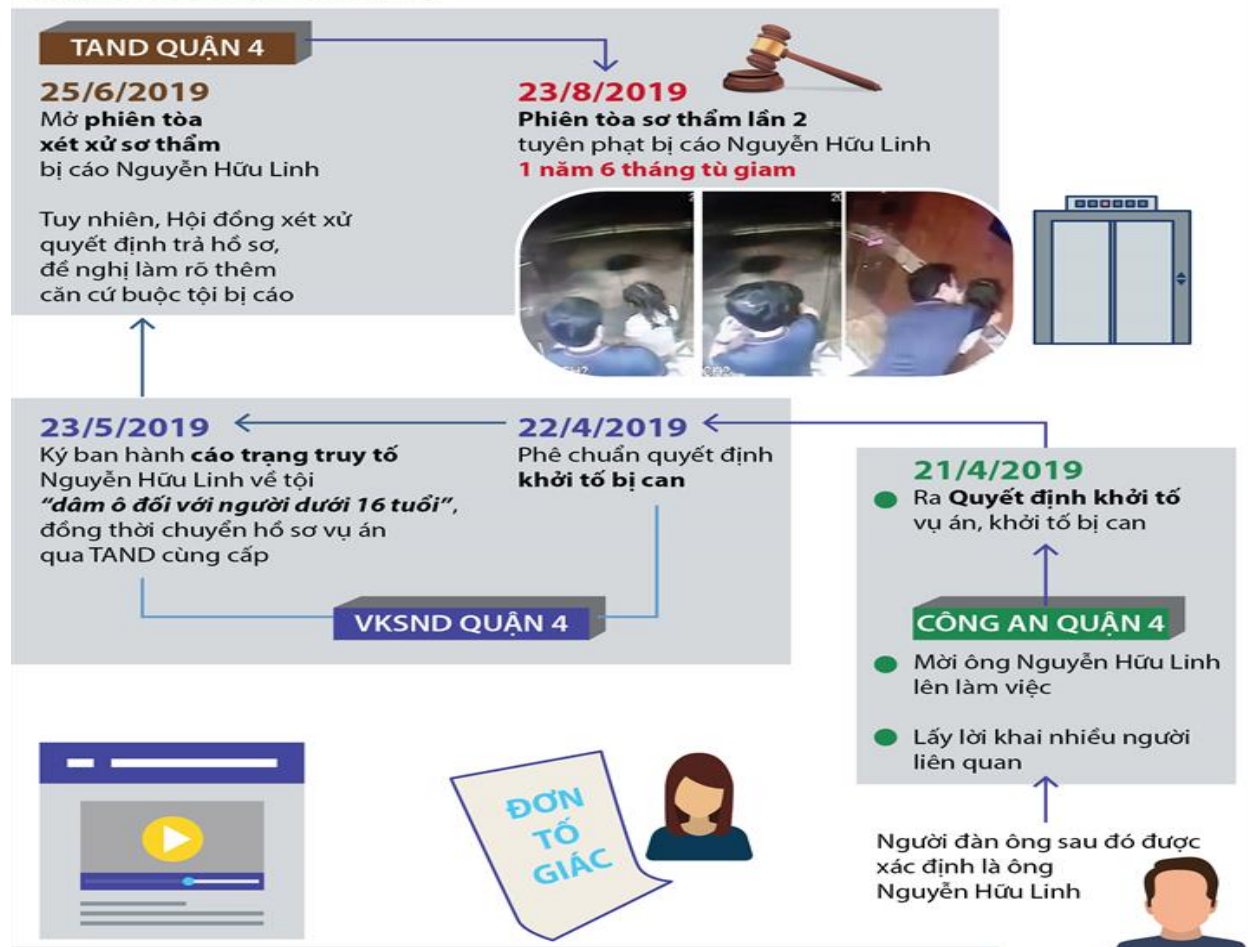 TAND QUẬN 4
25/6/2019
Mở phiên tòa
xét xử sơ thẩm
bị cáo Nguyễn Hữu Linh
Tuy nhiên, Hội đồng xét xử
quyết định trả hồ sơ,
đề nghị làm rõ thêm
căn cứ buộc tội bị cáo
23/8/2019
Phiên tòa sơ thẩm lần 2
tuyên phạt bị cáo Nguyễn Hữu Linh
1 năm 6 tháng tù giam
23/5/2019
Ký ban hành cáo trạng truy tố
Nguyễn Hữu Linh về tội
“dâm ô đối với người dưới 16 tuổi”,
đồng thời chuyển hồ sơ vụ án
qua TAND cùng cấp
22/4/2019
Phê chuẩn quyết định
khởi tố bị can
VKSND QUẬN 4
21/4/2019
Ra Quyết định khởi tố
vụ án, khởi tố bị can
CÔNG AN QUẬN 4
Mời ông Nguyễn Hữu Linh
lên làm việc
Lấy lời khai nhiều người
liên quan
Người đàn ông sau đó được
xác định là ông
Nguyễn Hữu Linh
ĐƠN
TỐ
GIÁC